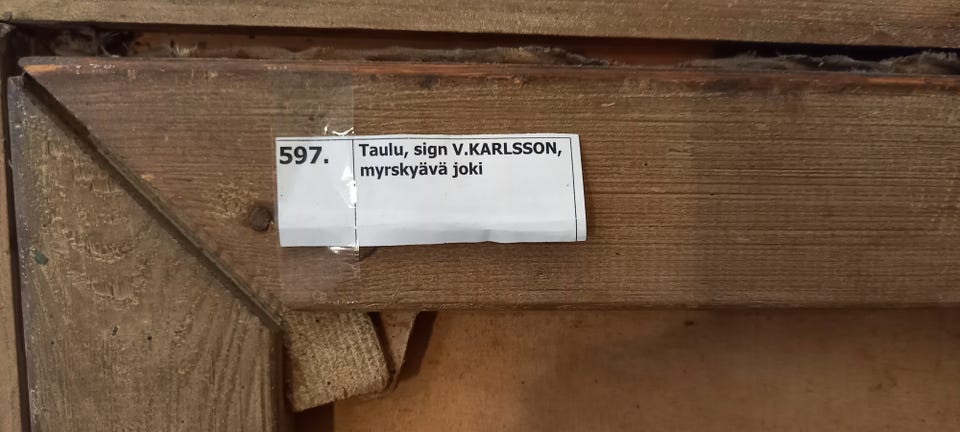 597.
Taulu, sign V.KARLSSON,
myrskyävä joki